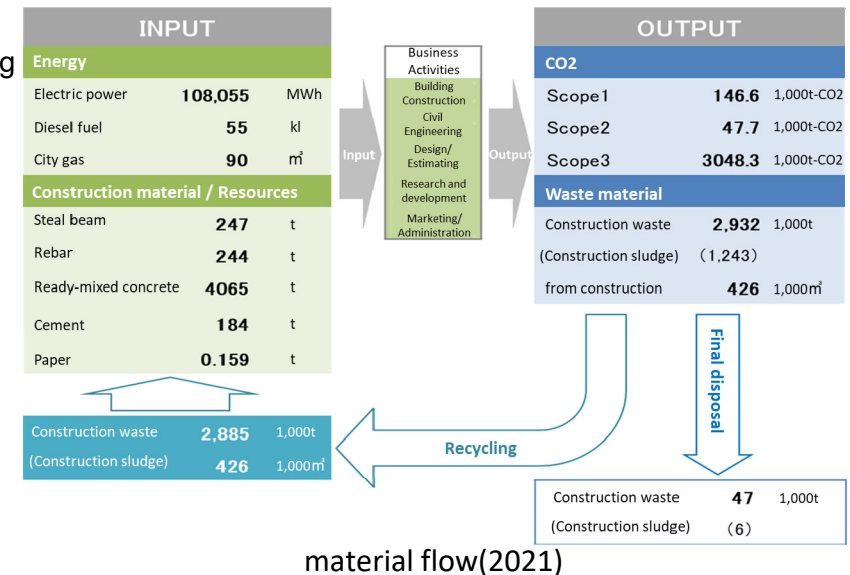 g
INPUT
Energy
Electric power 108,055 MWh
Diesel fuel 55 kl
City gas 90 ㎥
Construction material / Resources
Steal beam 247 t
Rebar 244 t
Ready-mixed concrete 4065 t
Cement 184 t
Paper 0.159 t
Construction waste 2,885 1,000t
(Construction sludge) 426 1,000㎥
Input
Business
Activities
Building
Construction
Civil
Engineering
Design/
Estimating
Research and
development
Marketing/
Administration
Output
OUTPUT
CO2
Scope1 146.6 1,000t-CO2
Scope2 47.7 1,000t-CO2
Scope3 3048.3 1,000t-CO2
Waste material
Construction waste 2,932 1,000t
(Construction sludge) (1,243)
from construction 426 1,000㎥
Recycling
Final disposal
Construction waste 47 1,000t
(Construction sludge) (6)
material flow(2021)